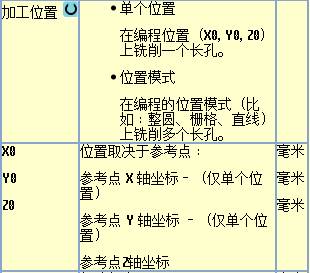 加工位置
• 单个位置
在编程位置（X0, Y0, Z0）
上铣削一个长孔。
• 位置模式
在编程的位置模式（比
如：整圆、栅格、直线）
上铣削多个长孔。
X0
Y0
Z0
位置取决于参考点：
参考点 X 轴坐标 - （仅单个位
置）
参考点 Y 轴坐标 - （仅单个位
置）
参考点Z轴坐标
毫米
毫米
毫米